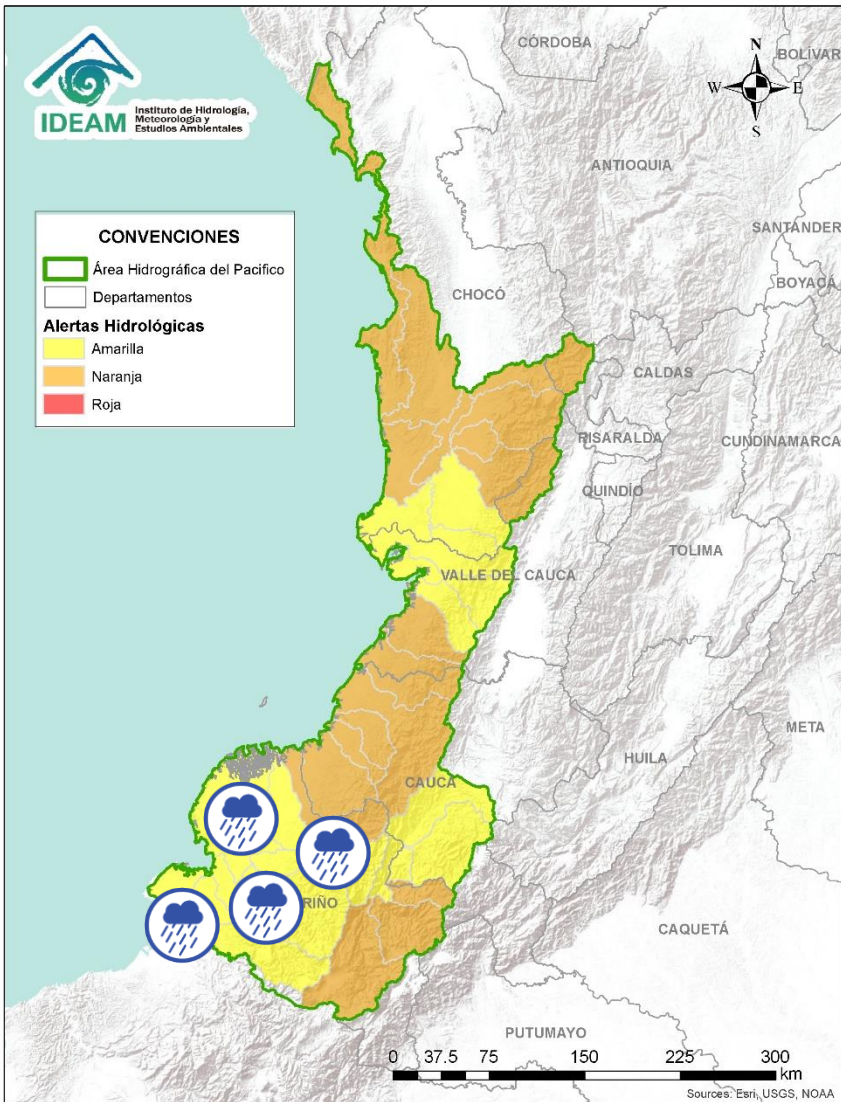 IDEAM
Instituto de Hidrología,
Meteorología y
Estudios Ambientales
CÓRDOBA
BOLÍVAR
N
W
E
S
ANTIOQUIA
SANTANDER
BOYACÁ
CONVENCIONES
Área Hidrográfica del Pacifico
Departamentos
Alertas Hidrológicas
Amarilla
Naranja
Roja
CHOCÓ
CALDAS
RISARALDA
CUNDINAMARCA
QUINDÍO
TOLIMA
VALLE DEL CAUCA
META
HUILA
CAUCA
RIÑO
CAQUETÁ
PUTUMAYO
0 37.5 75 150 225 300
km
Sources: Esri, USGS, NOAA